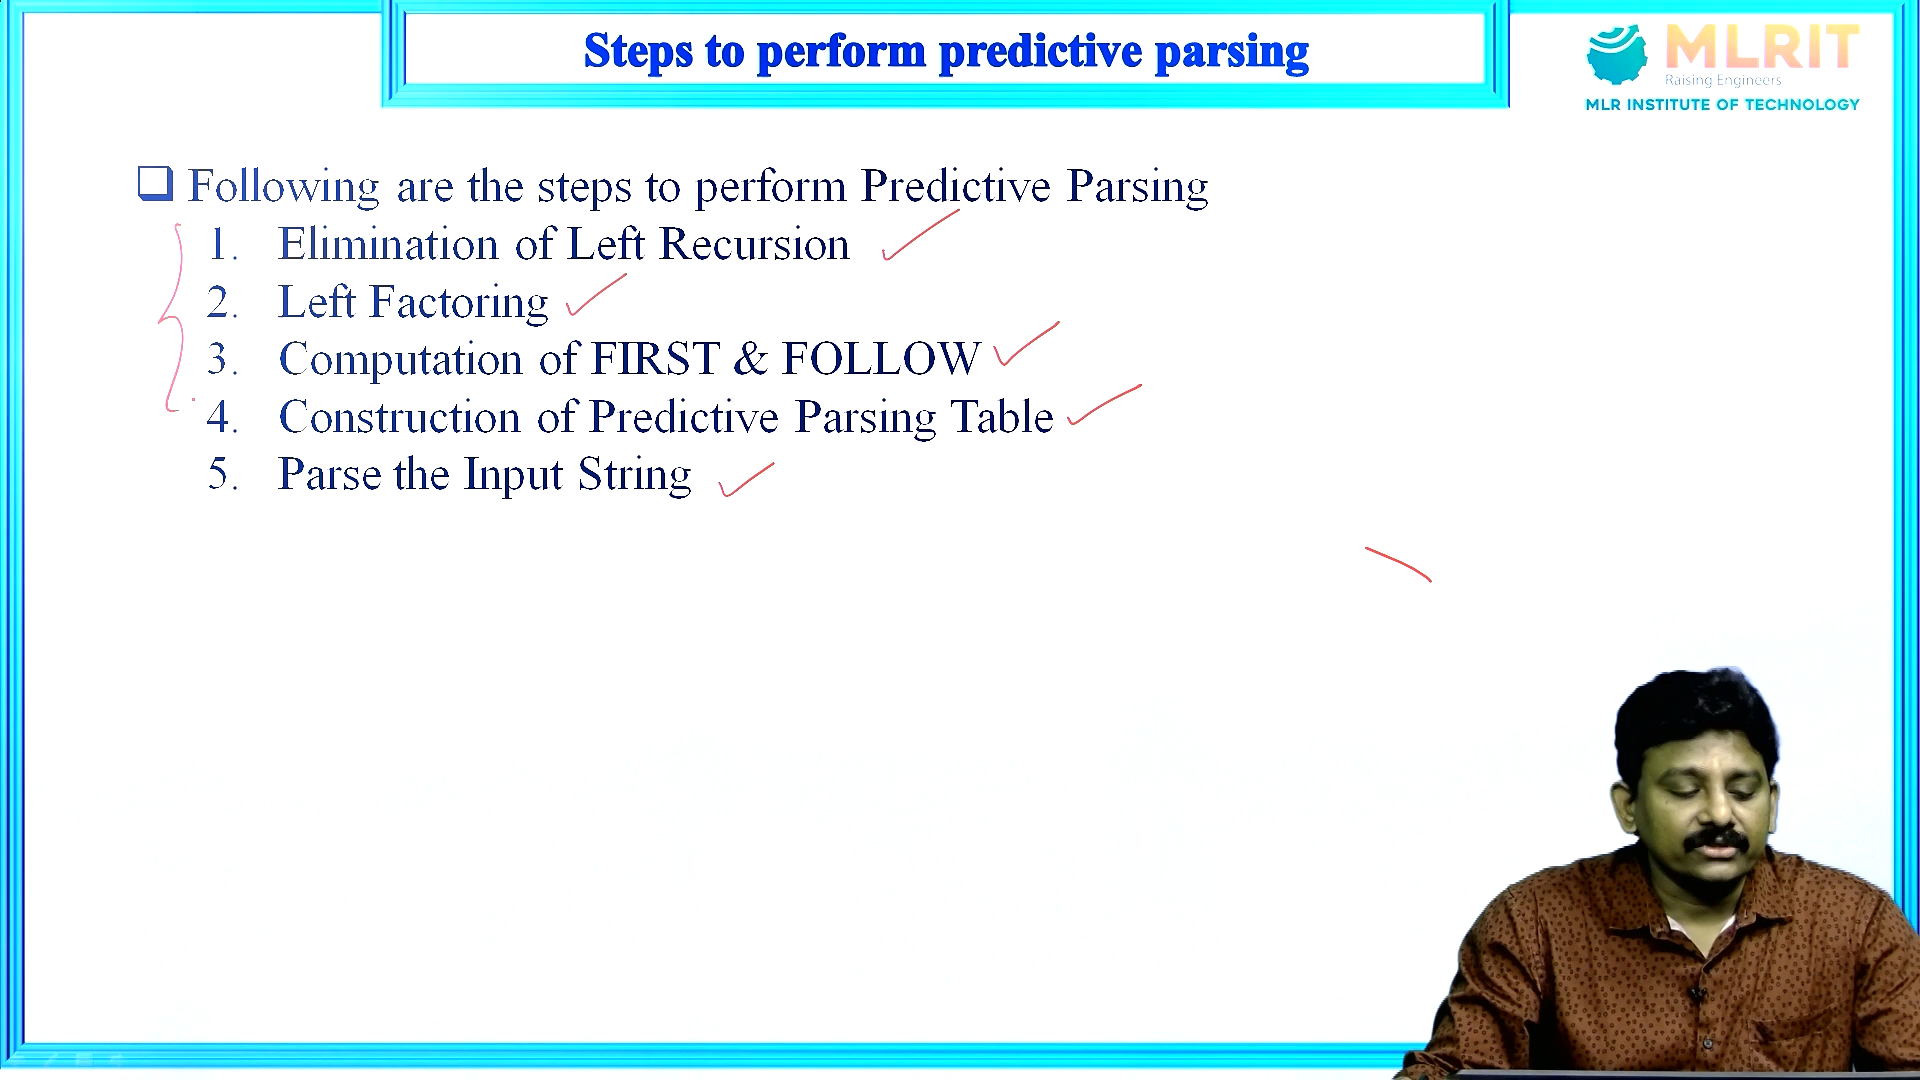 Steps to perform predictive parsing
MLRIT
Raising Engineers
MLR INSTITUTE OF TECHNOLOGY
❑ Following are the steps to perform Predictive Parsing
1. Elimination of Left Recursion
2. Left Factoring
3. Computation of FIRST & FOLLOW
4. Construction of Predictive Parsing Table
5. Parse the Input String